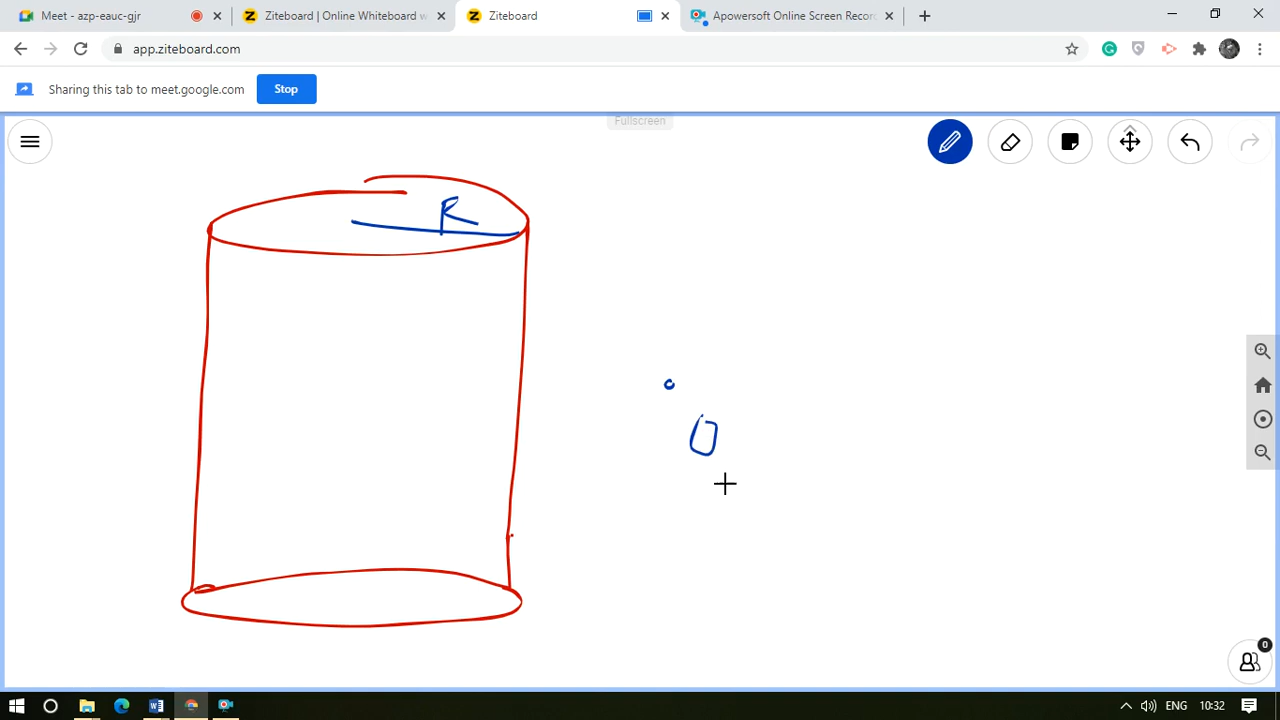 Meet - azp-eauc-gjr
Ziteboard | Online Whiteboard w
Ziteboard
Apowersoft Online Screen Recor
app.ziteboard.com
Sharing this tab to meet.google.com
Stop
Fullscreen
R
0
0
ENG
10:32